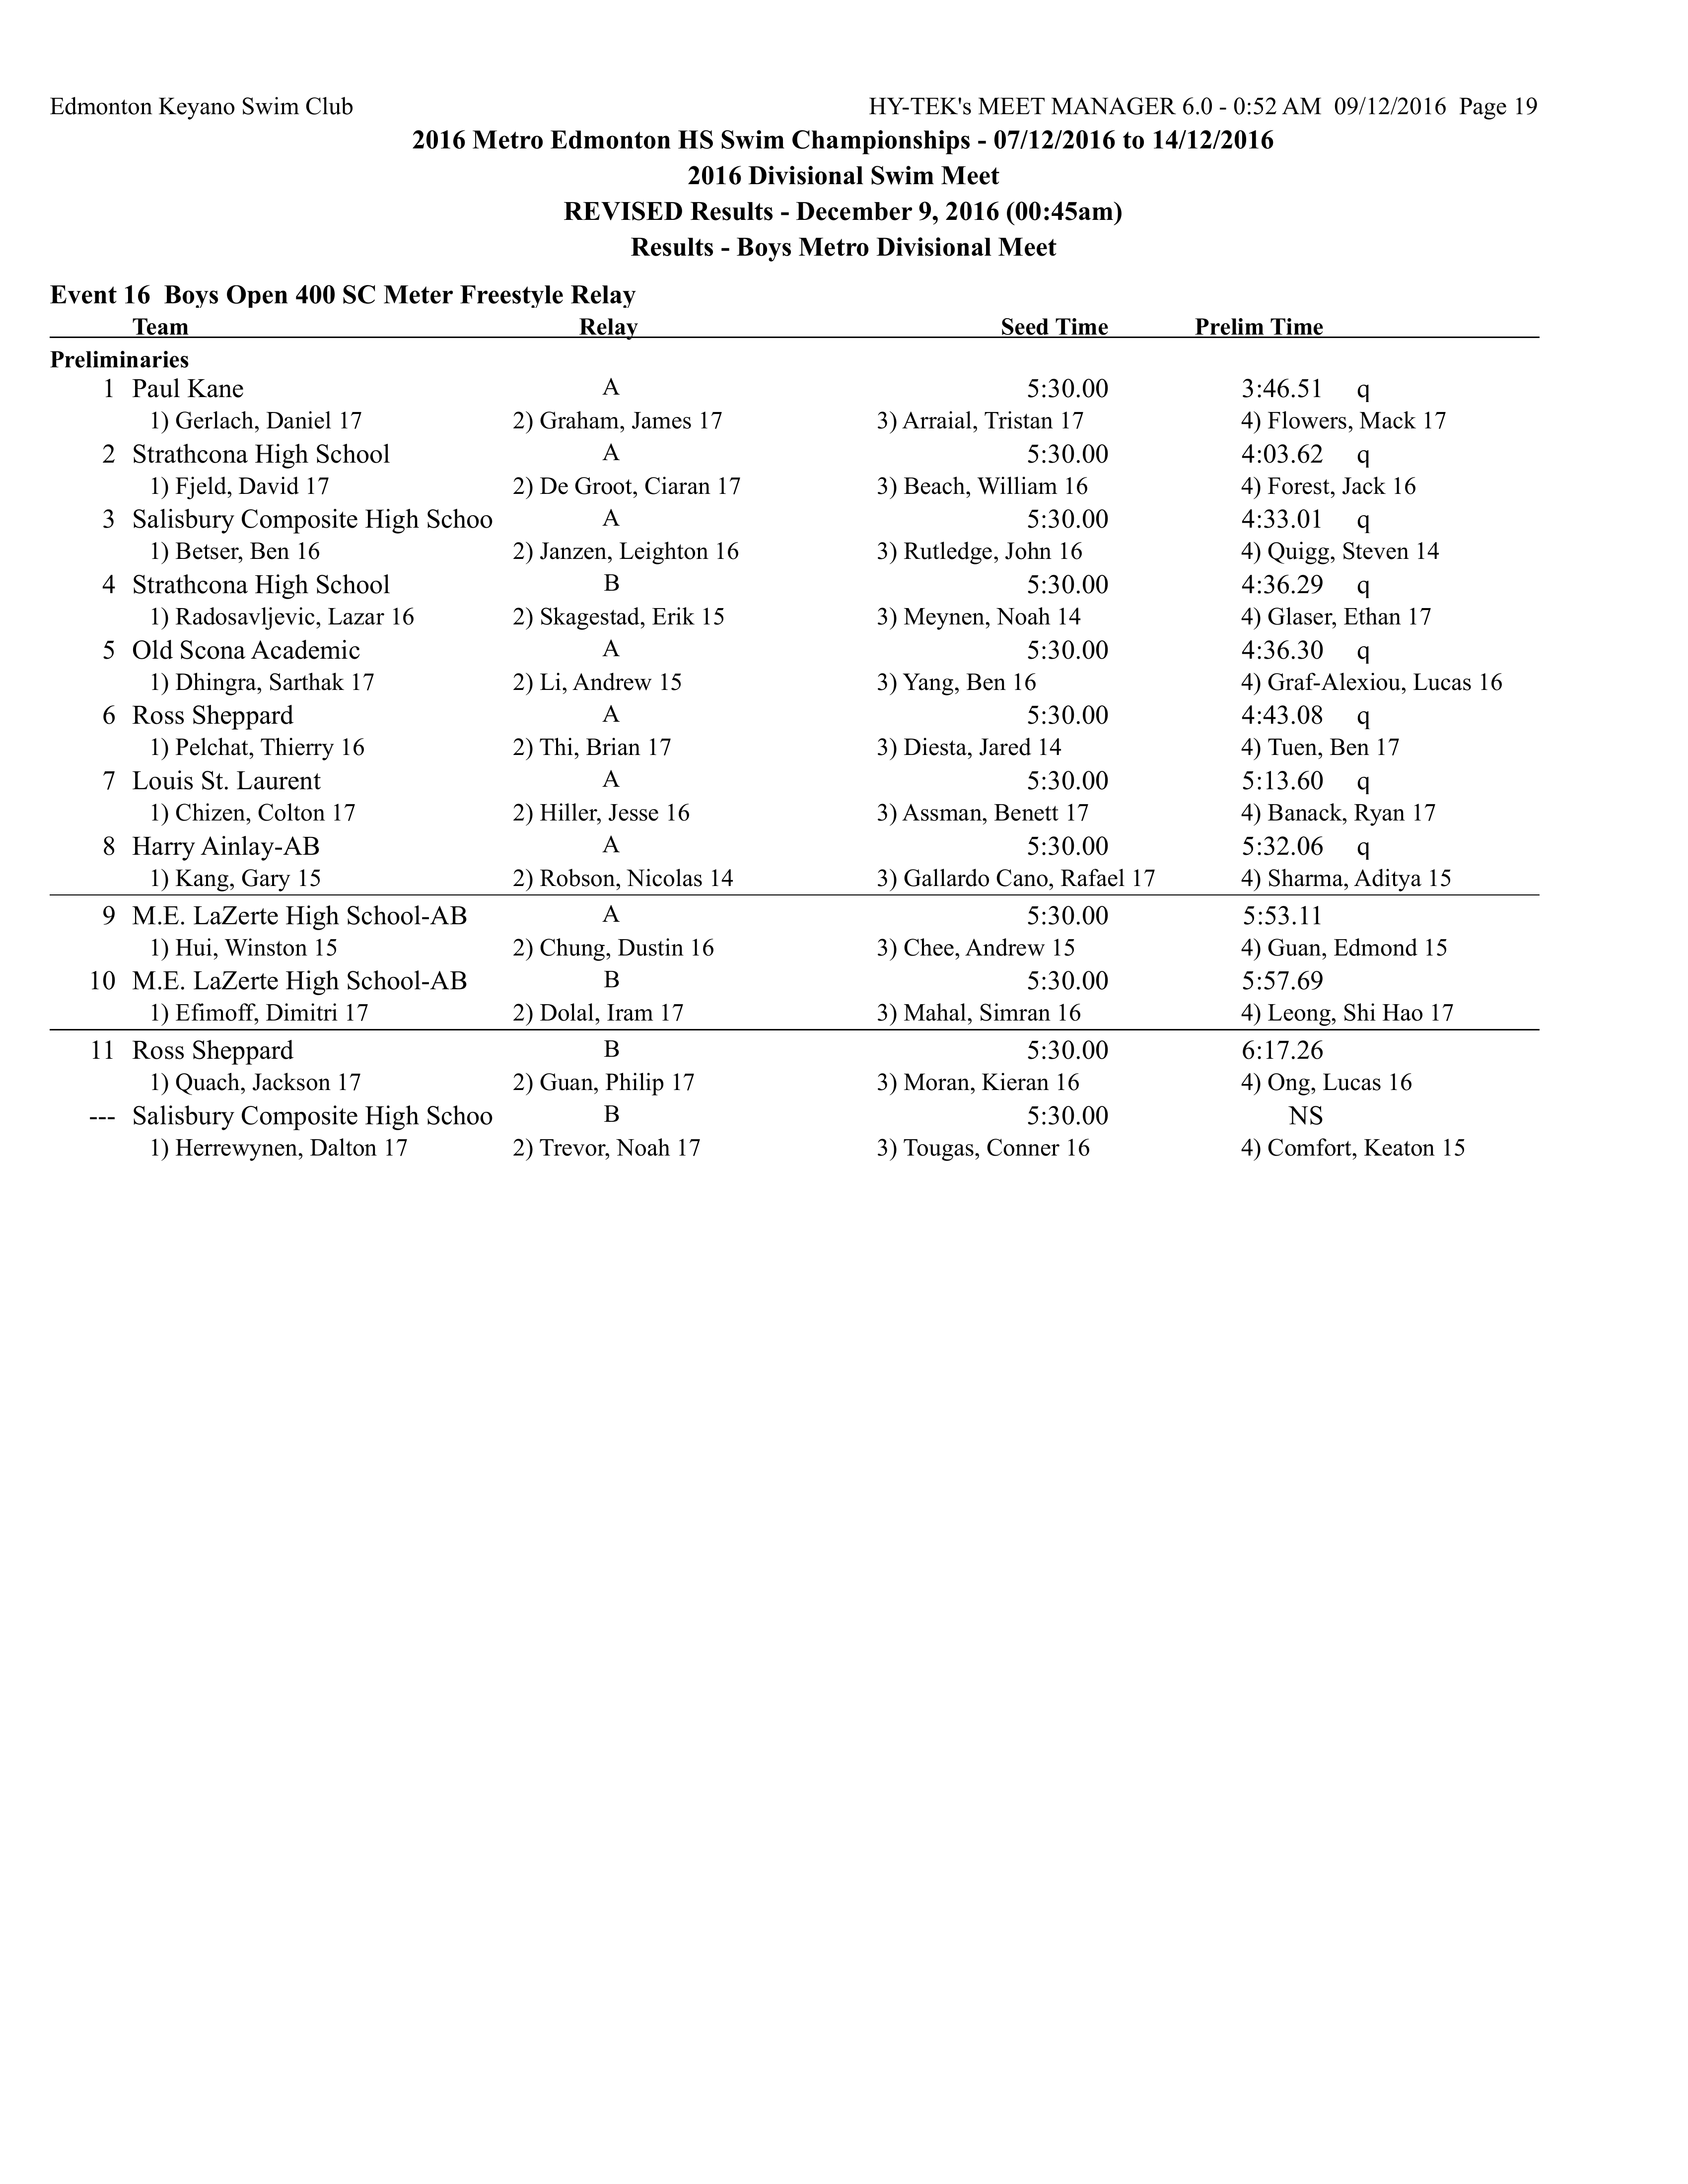 Edmonton Keyano Swim Club HY-TEK's MEET MANAGER 6.0 - 0:52 AM 09/12/2016 Page 19
2016 Metro Edmonton HS Swim Championships - 07/12/2016 to 14/12/2016
2016 Divisional Swim Meet
REVISED Results - December 9, 2016 (00:45am)
Results - Boys Metro Divisional Meet
Event 16 Boys Open 400 SC Meter Freestyle Relay
Team Relay Seed Time Prelim Time
Preliminaries
1 Paul Kane A 5:30.00 3:46.51 q
1) Gerlach, Daniel 17 2) Graham, James 17 3) Arraial, Tristan 17 4) Flowers, Mack 17
2 Strathcona High School A 5:30.00 4:03.62 q
1) Fjeld, David 17 2) De Groot, Ciaran 17 3) Beach, William 16 4) Forest, Jack 16
3 Salisbury Composite High Schoo A 5:30.00 4:33.01 q
1) Betser, Ben 16 2) Janzen, Leighton 16 3) Rutledge, John 16 4) Quigg, Steven 14
4 Strathcona High School B 5:30.00 4:36.29 q
1) Radosavljevic, Lazar 16 2) Skagestad, Erik 15 3) Meynen, Noah 14 4) Glaser, Ethan 17
5 Old Scona Academic A 5:30.00 4:36.30 q
1) Dhingra, Sarthak 17 2) Li, Andrew 15 3) Yang, Ben 16 4) Graf-Alexiou, Lucas 16
6 Ross Sheppard A 5:30.00 4:43.08 q
1) Pelchat, Thierry 16 2) Thi, Brian 17 3) Diesta, Jared 14 4) Tuen, Ben 17
7 Louis St. Laurent A 5:30.00 5:13.60 q
1) Chizen, Colton 17 2) Hiller, Jesse 16 3) Assman, Benett 17 4) Banack, Ryan 17
8 Harry Ainlay-AB A 5:30.00 5:32.06 q
1) Kang, Gary 15 2) Robson, Nicolas 14 3) Gallardo Cano, Rafael 17 4) Sharma, Aditya 15
9 M.E. LaZerte High School-AB A 5:30.00 5:53.11
1) Hui, Winston 15 2) Chung, Dustin 16 3) Chee, Andrew 15 4) Guan, Edmond 15
10 M.E. LaZerte High School-AB B 5:30.00 5:57.69
1) Efimoff, Dimitri 17 2) Dolal, Iram 17 3) Mahal, Simran 16 4) Leong, Shi Hao 17
11 Ross Sheppard B 5:30.00 6:17.26
1) Quach, Jackson 17 2) Guan, Philip 17 3) Moran, Kieran 16 4) Ong, Lucas 16
--- Salisbury Composite High Schoo B 5:30.00 NS
1) Herrewynen, Dalton 17 2) Trevor, Noah 17 3) Tougas, Conner 16 4) Comfort, Keaton 15